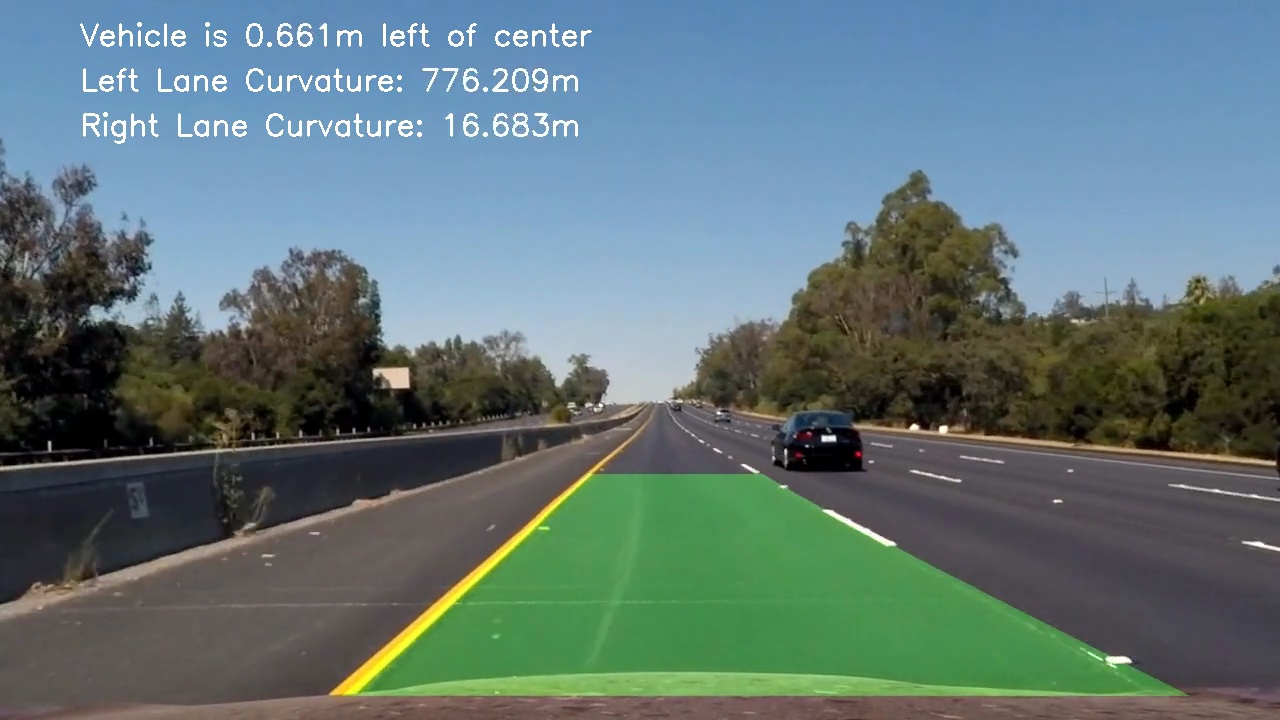 Vehicle is 0.661m left of center
Left Lane Curvature: 776.209m
Right Lane Curvature: 16.683m